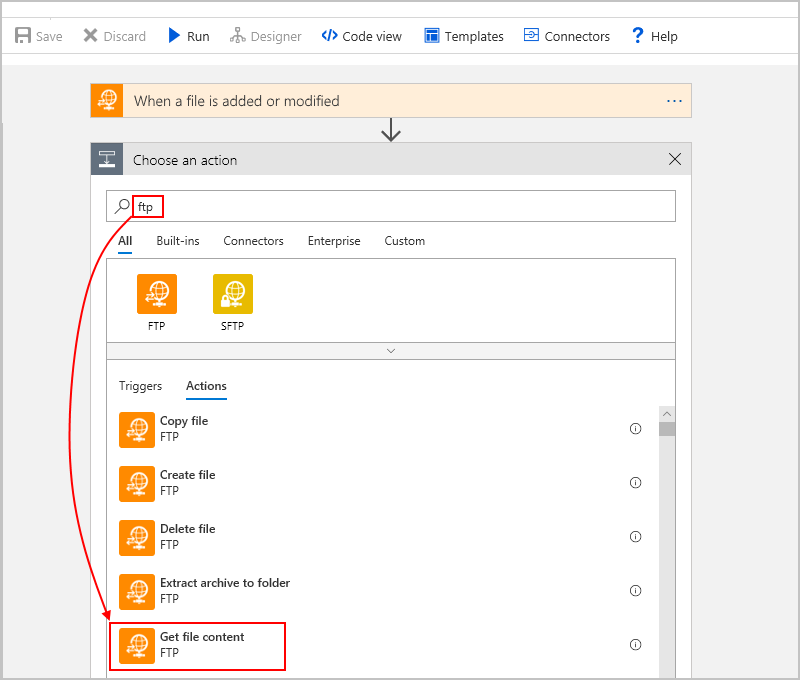 Save Discard Run Designer Code view Templates Connectors ? Help
When a file is added or modified ...
Choose an action
ftp
All Built-ins Connectors Enterprise Custom
FTP SFTP
Triggers Actions
Copy file
FTP
Create file
FTP
Delete file
FTP
Extract archive to folder
FTP
Get file content
FTP